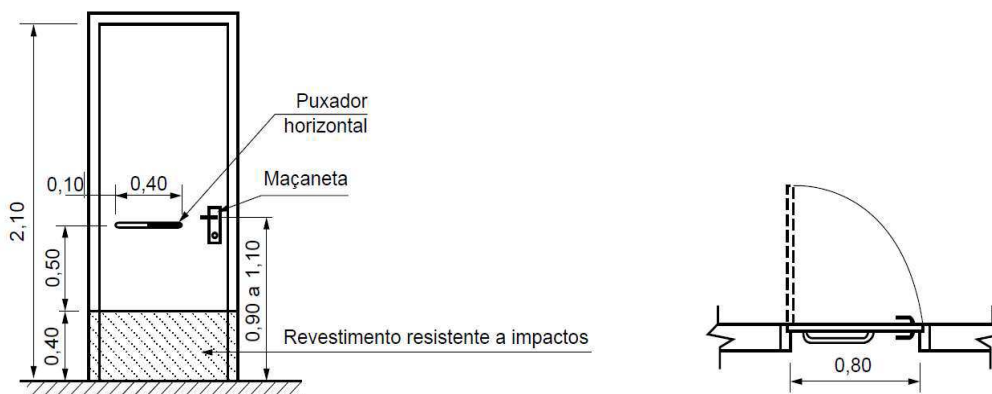 Puxador
horizontal
0,10
0,40
Maçaneta
2,10
0,50
0,90 a 1,10
0,40
Revestimento resistente a impactos
0,80